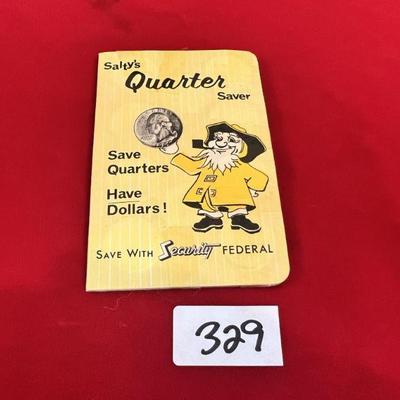 Salty's
Quarter
Saver
Save
Quarters
Have
Dollars!
SAVE WITH Security FEDERAL
329